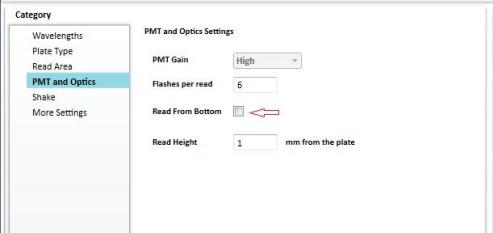 Category
Wavelengths
Plate Type
Read Area
PMT and Optics
Shake
More Settings
PMT and Optics Settings
PMT Gain High
Flashes per read 6
Read From Bottom
Read Height 1 mm from the plate